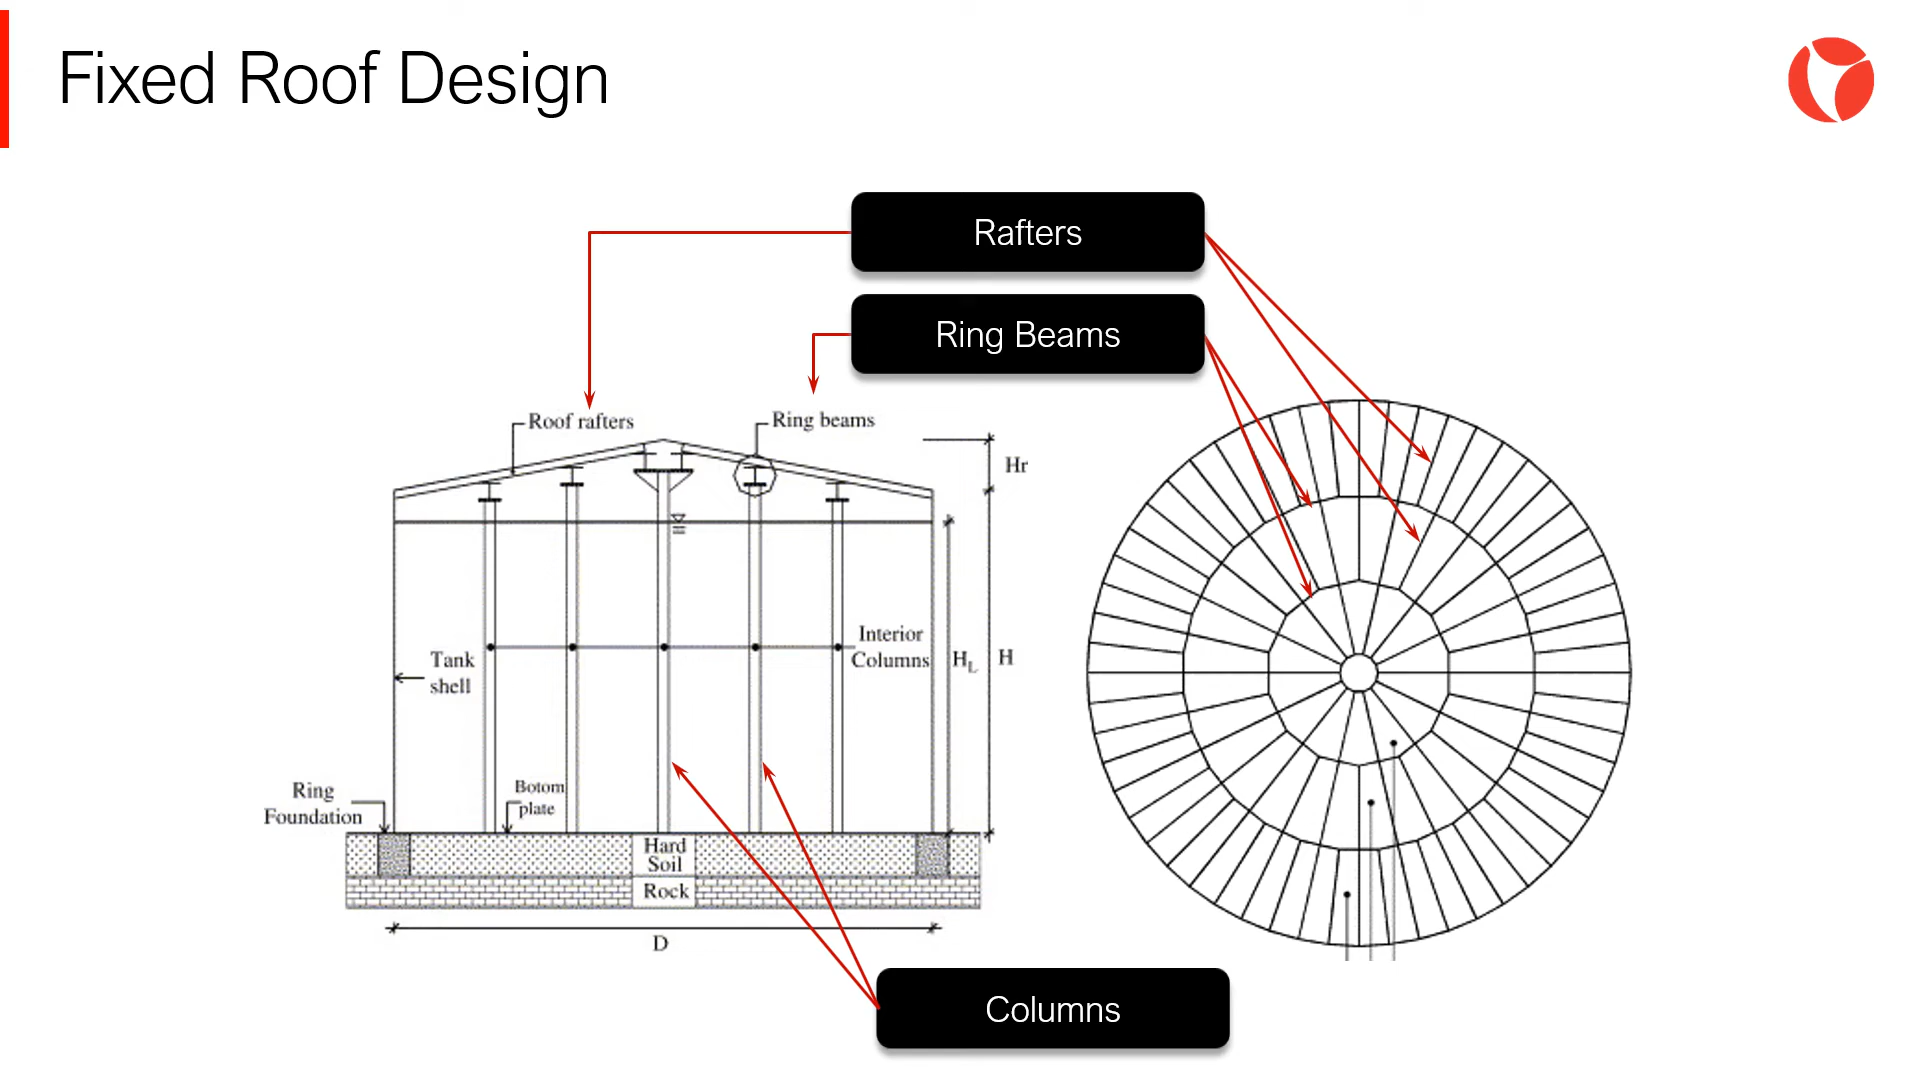 Fixed Roof Design
Rafters
Ring Beams
Roof rafters
Ring beams
Hr
Interior
Columns
Tank
shell
HL
H
Ring
Foundation
Botom
plate
Hard
Soil
Rock
D
Columns